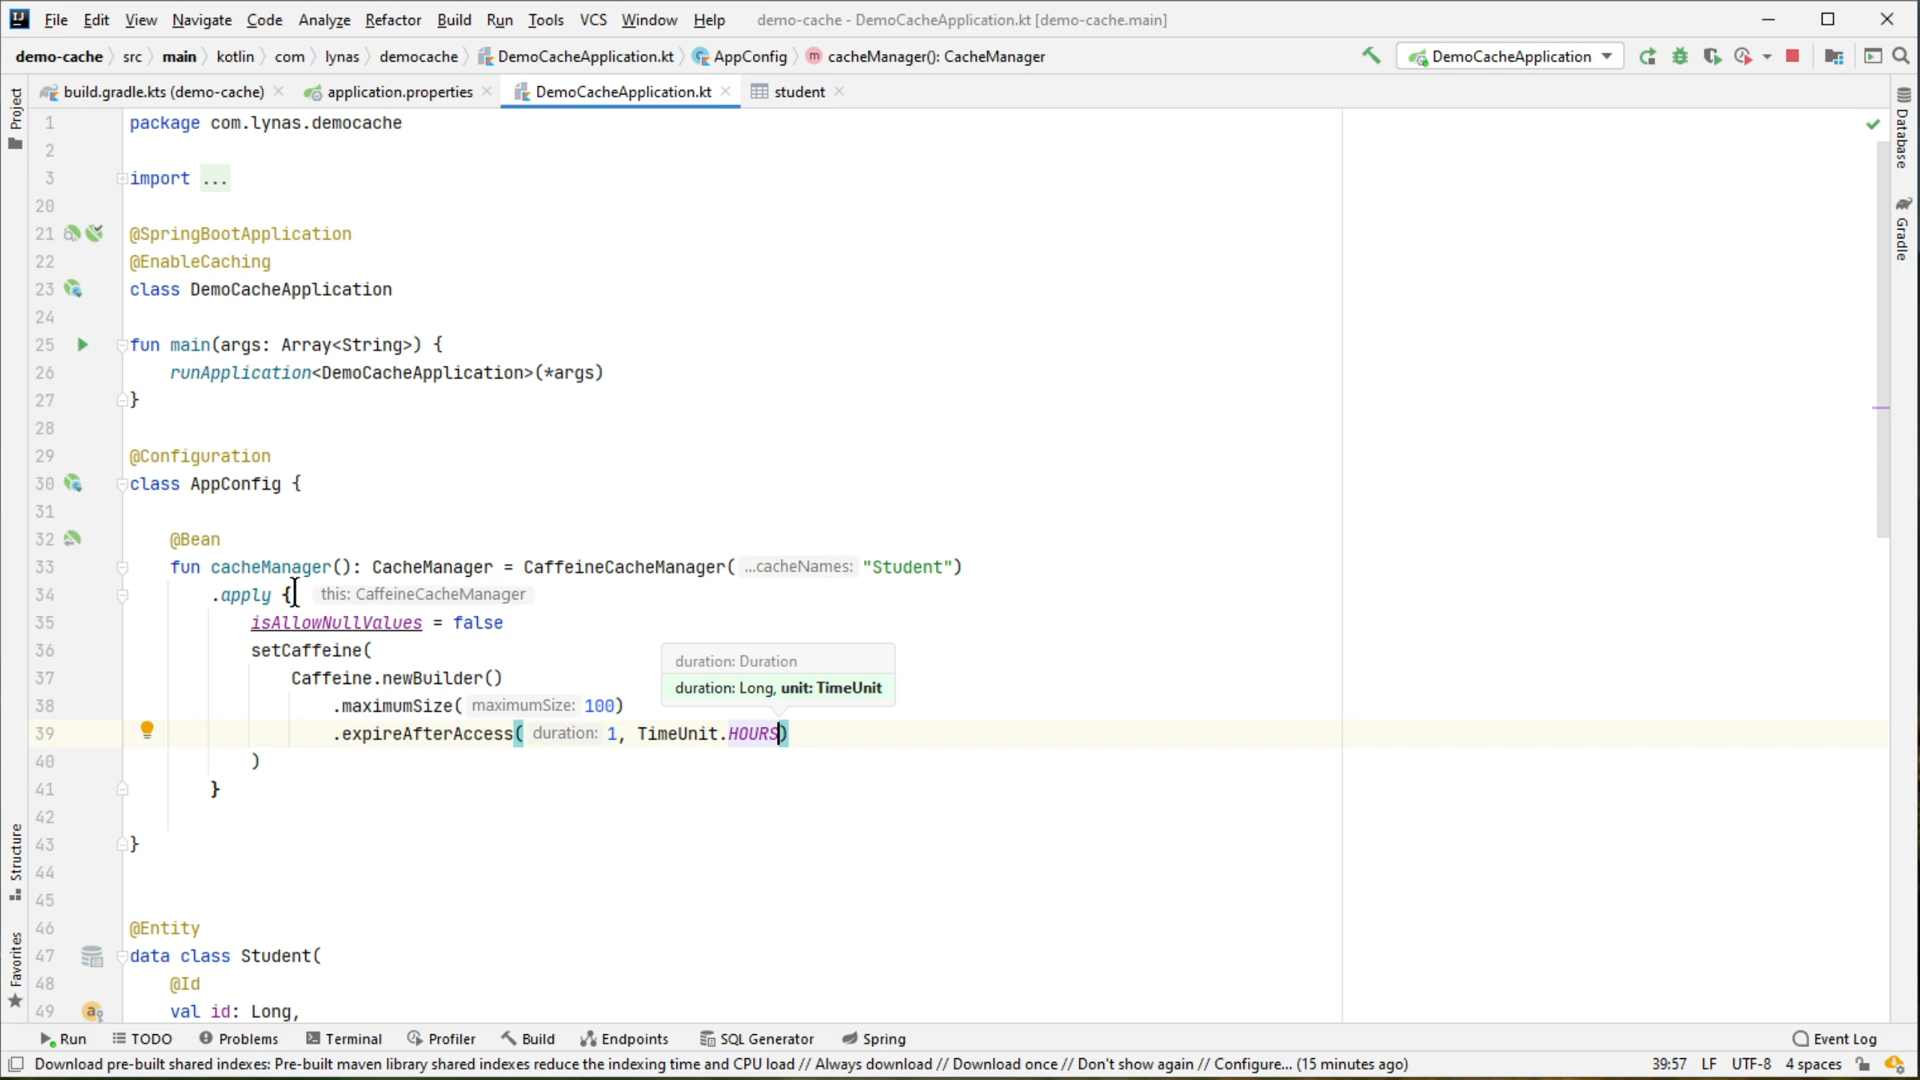 File Edit View Navigate Code Analyze Refactor Build Run Tools VCS Window Help demo-cache - DemoCacheApplication.kt [demo-cache.main]
demo-cache src main kotlin com lynas democache DemoCacheApplication.kt AppConfig cacheManager(): CacheManager DemoCacheApplication
build.gradle.kts (demo-cache) application.properties DemoCacheApplication.kt student
Project
Structure
Favorites
Database
Gradle
1 package com.lynas.democache
2
3 import ...
20
21 @SpringBootApplication
22 @EnableCaching
23 class DemoCacheApplication
24
25 fun main(args: Array<String>) {
26 runApplication<DemoCacheApplication>(*args)
27 }
28
29 @Configuration
30 class AppConfig {
31
32 @Bean
33 fun cacheManager(): CacheManager = CaffeineCacheManager( ...cacheNames: "Student")
34 .apply { this: CaffeineCacheManager
35 isAllowNullValues = false
36 setCaffeine(
duration: Duration
37 Caffeine.newBuilder()
duration: Long, unit: TimeUnit
38 .maximumSize( maximumSize: 100)
39 .expireAfterAccess( duration: 1, TimeUnit.HOURS)
40 )
41 }
42
43 }
44
45
46 @Entity
47 data class Student(
48 @Id
49 val id: Long,
Run TODO Problems Terminal Profiler Build Endpoints SQL Generator Spring Event Log
Download pre-built shared indexes: Pre-built maven library shared indexes reduce the indexing time and CPU load // Always download // Download once // Don't show again // Configure... (15 minutes ago) 39:57 LF UTF-8 4 spaces